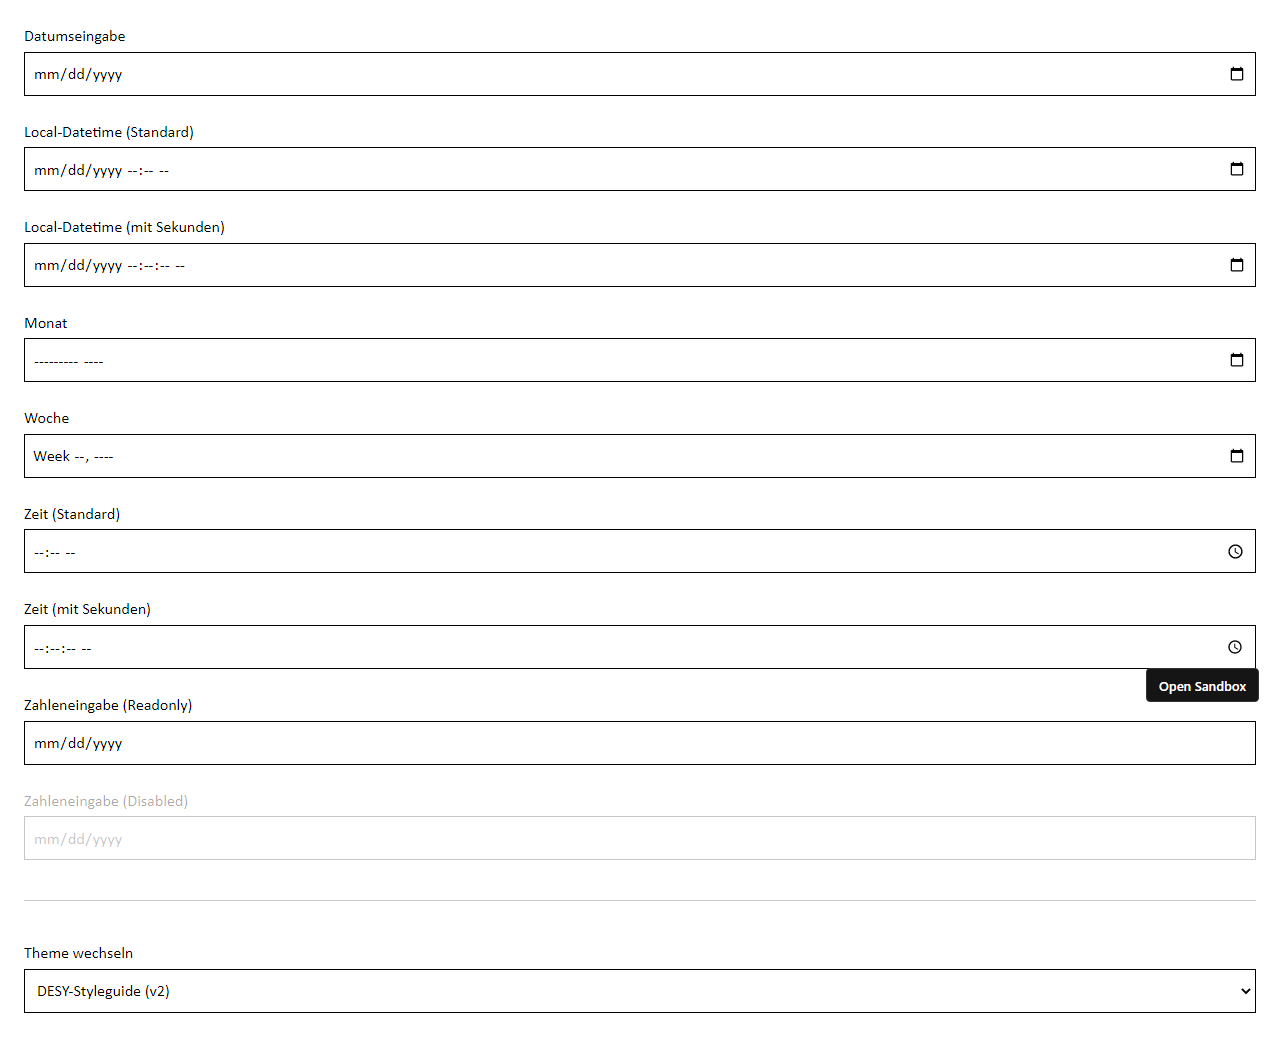 Datumseingabe
mm/dd/yyyy
Local-Datetime (Standard)
mm/dd/yyyy --:-- --
Local-Datetime (mit Sekunden)
mm/dd/yyyy --:--:-- --
Monat
--------- ----
Woche
Week --, ----
Zeit (Standard)
--:-- --
Zeit (mit Sekunden)
--:--:-- --
Open Sandbox
Zahleneingabe (Readonly)
mm/dd/yyyy
Zahleneingabe (Disabled)
mm/dd/yyyy
Theme wechseln
DESY-Styleguide (v2)